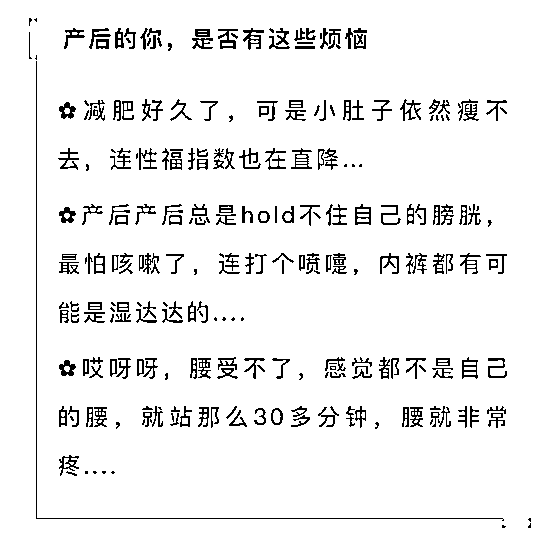 产后的你，是否有这些烦恼
✿减肥好久了，可是小肚子依然瘦不
去，连性福指数也在直降...
✿产后产后总是hold不住自己的膀胱，
最怕咳嗽了，连打个喷嚏，内裤都有可
能是湿达达的....
✿哎呀呀，腰受不了，感觉都不是自己
的腰，就站那么30多分钟，腰就非常
疼....